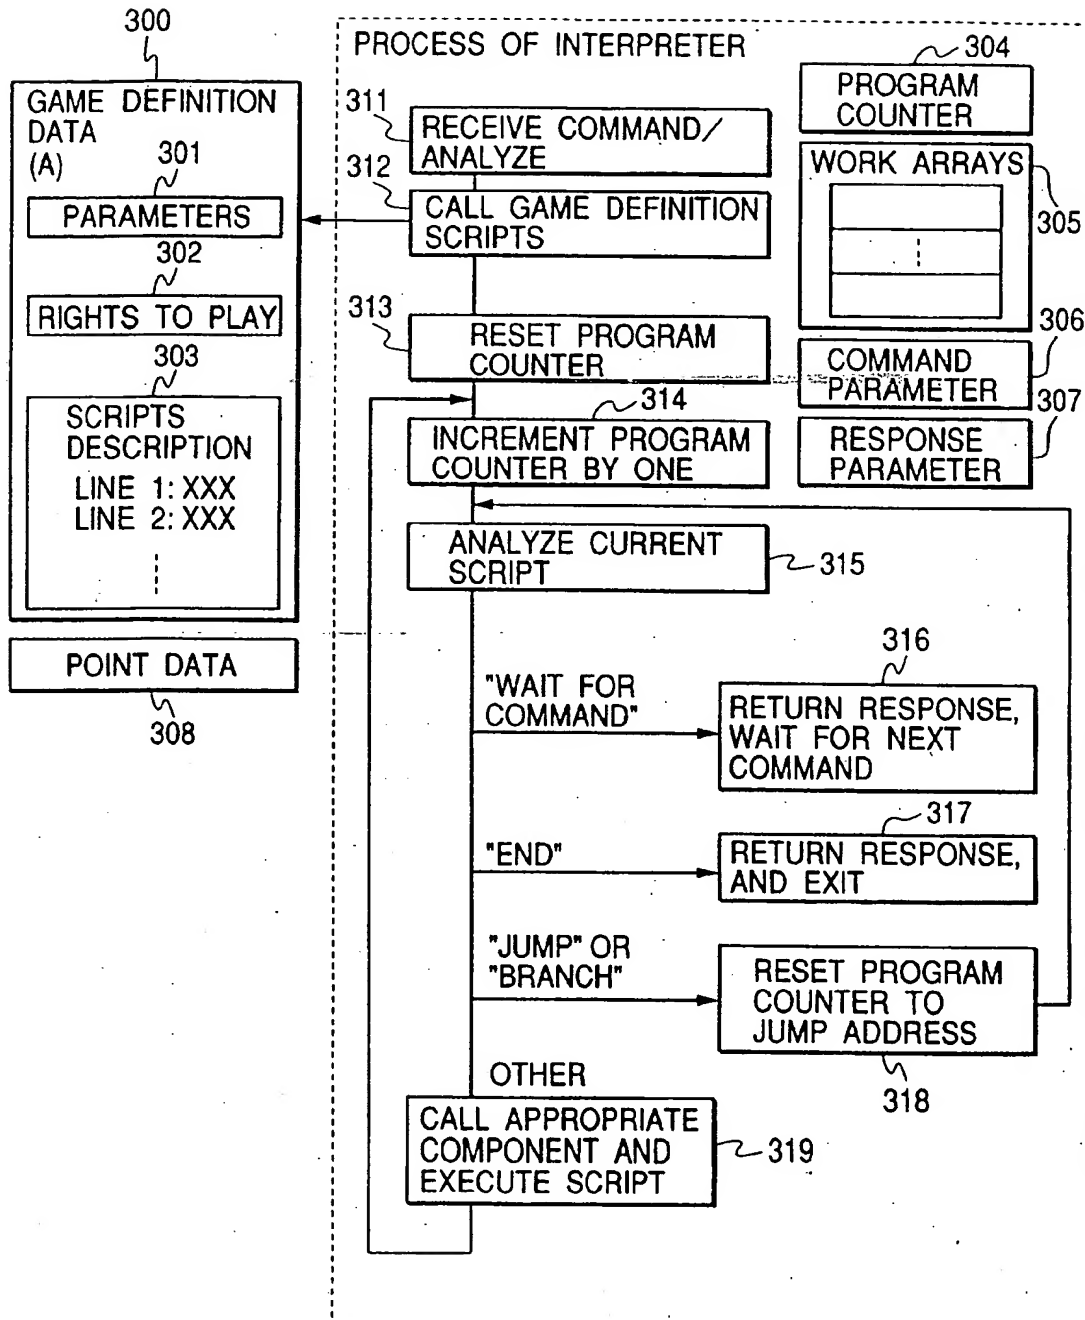 300
GAME DEFINITION
DATA
(A)
301
PARAMETERS
302
RIGHTS TO PLAY
303
SCRIPTS
DESCRIPTION
LINE 1: XXX
LINE 2: XXX
POINT DATA
308
PROCESS OF INTERPRETER
311
RECEIVE COMMAND/
ANALYZE
312
CALL GAME DEFINITION
SCRIPTS
313
RESET PROGRAM
COUNTER
314
INCREMENT PROGRAM
COUNTER BY ONE
ANALYZE CURRENT
SCRIPT
315
304
PROGRAM
COUNTER
WORK ARRAYS
305
306
COMMAND
PARAMETER
307
RESPONSE
PARAMETER
"WAIT FOR
COMMAND"
316
RETURN RESPONSE,
WAIT FOR NEXT
COMMAND
"END"
317
RETURN RESPONSE,
AND EXIT
"JUMP" OR
"BRANCH"
RESET PROGRAM
COUNTER TO
JUMP ADDRESS
318
OTHER
CALL APPROPRIATE
COMPONENT AND
EXECUTE SCRIPT
319